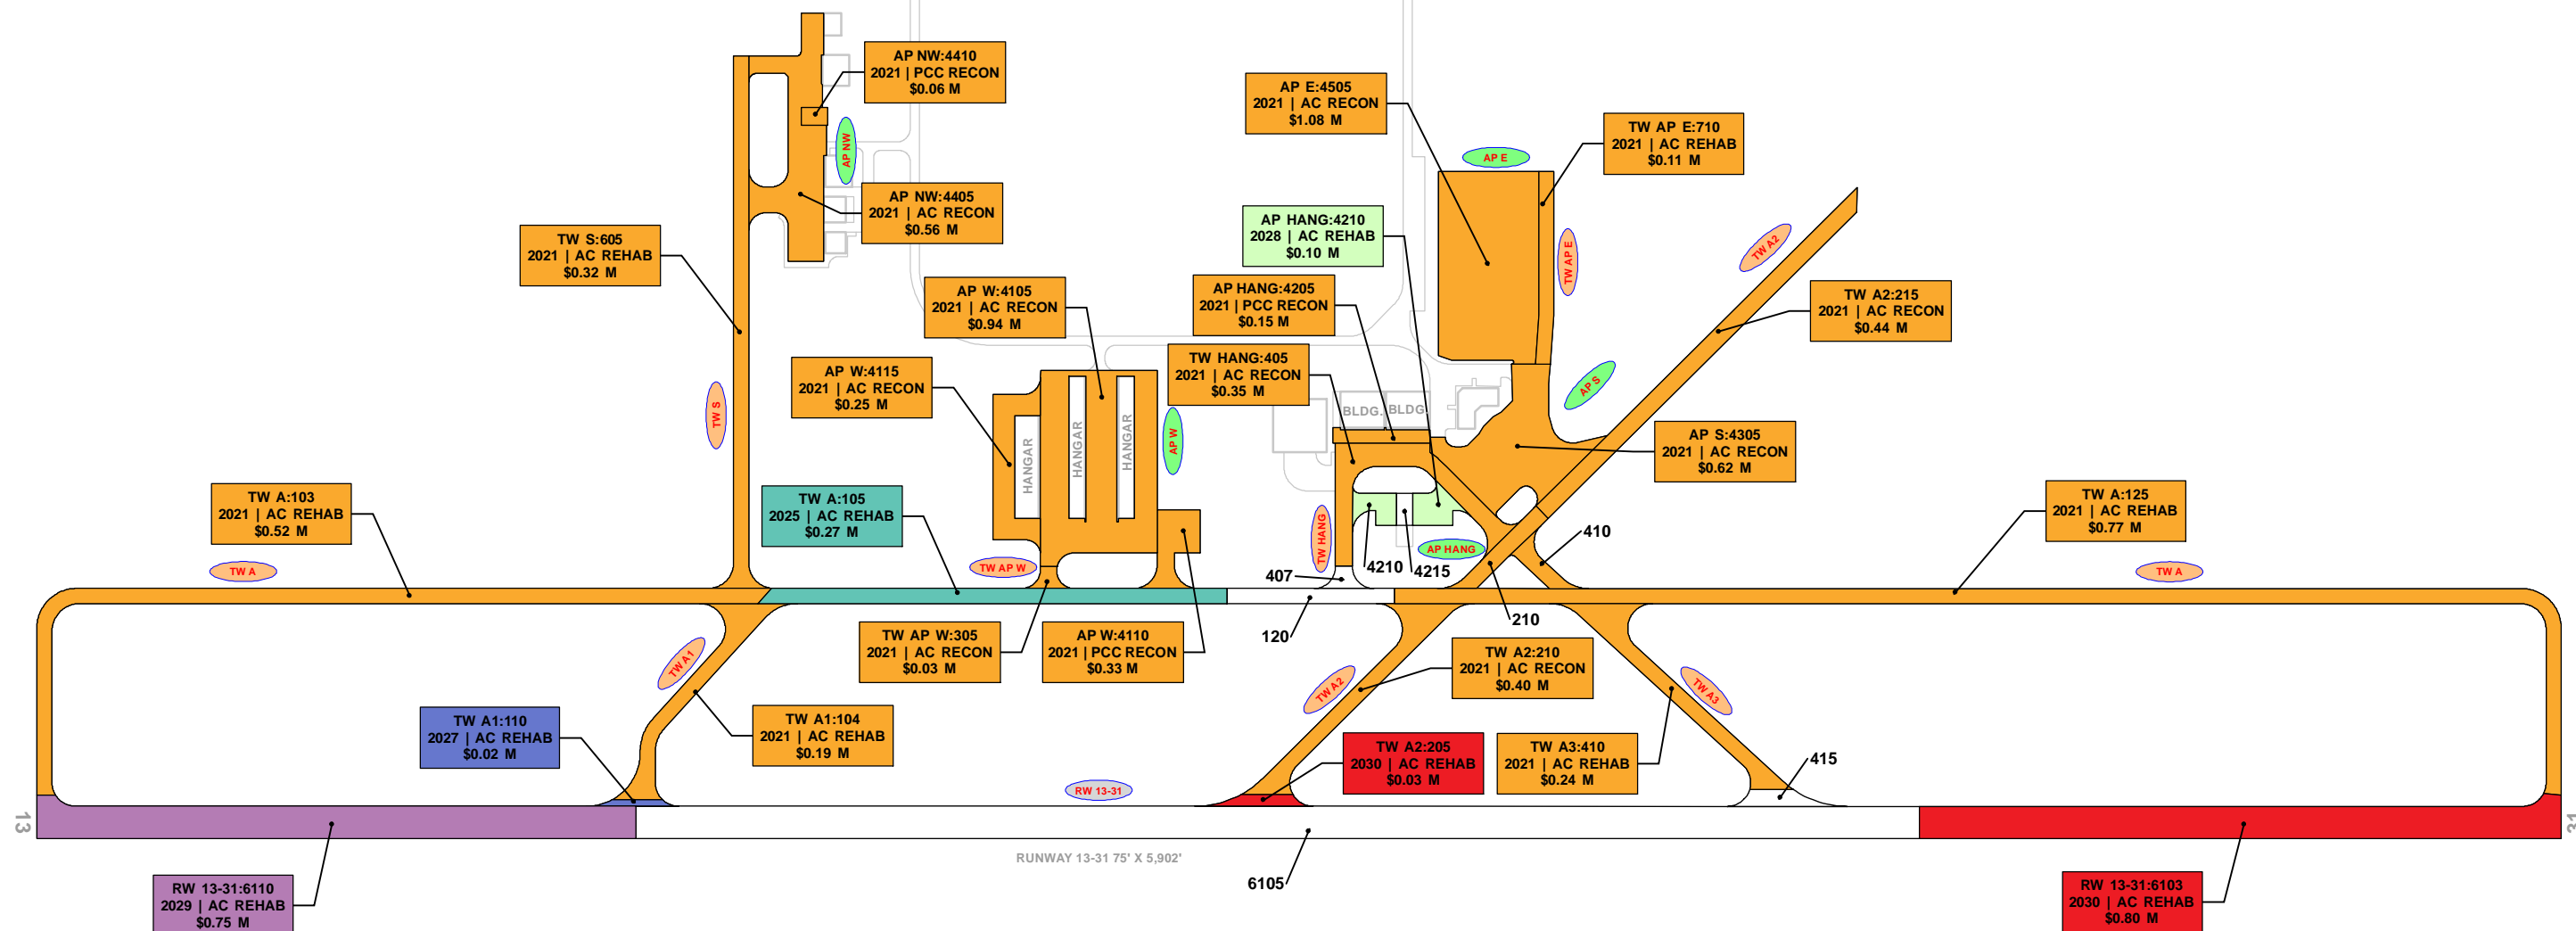 AP NW:4410
2021 | PCC RECON
$0.06 M
AP E:4505
2021 | AC RECON
$1.08 M
TW AP E:710
2021 | AC REHAB
$0.11 M
AP NW
AP E
AP NW:4405
2021 | AC RECON
$0.56 M
AP HANG:4210
2028 | AC REHAB
$0.10 M
TW S:605
2021 | AC REHAB
$0.32 M
TW AP E
TW A2
AP W:4105
2021 | AC RECON
$0.94 M
AP HANG:4205
2021 | PCC RECON
$0.15 M
TW A2:215
2021 | AC RECON
$0.44 M
AP W:4115
2021 | AC RECON
$0.25 M
TW HANG:405
2021 | AC RECON
$0.35 M
AP S
TW S
BLDG.
BLDG.
HANGAR
HANGAR
HANGAR
AP W
AP S:4305
2021 | AC RECON
$0.62 M
TW A:103
2021 | AC REHAB
$0.52 M
TW A:105
2025 | AC REHAB
$0.27 M
TW A:125
2021 | AC REHAB
$0.77 M
TW HANG
AP HANG
410
TW A
TW AP W
407
4210
4215
TW A
120
210
TW AP W:305
2021 | AC RECON
$0.03 M
AP W:4110
2021 | PCC RECON
$0.33 M
TW A1
TW A2:210
2021 | AC RECON
$0.40 M
TW A2
TW A3
TW A1:110
2027 | AC REHAB
$0.02 M
TW A1:104
2021 | AC REHAB
$0.19 M
TW A2:205
2030 | AC REHAB
$0.03 M
TW A3:410
2021 | AC REHAB
$0.24 M
415
RW 13-31
13
31
RUNWAY 13-31 75' X 5,902'
6105
RW 13-31:6110
2029 | AC REHAB
$0.75 M
RW 13-31:6103
2030 | AC REHAB
$0.80 M